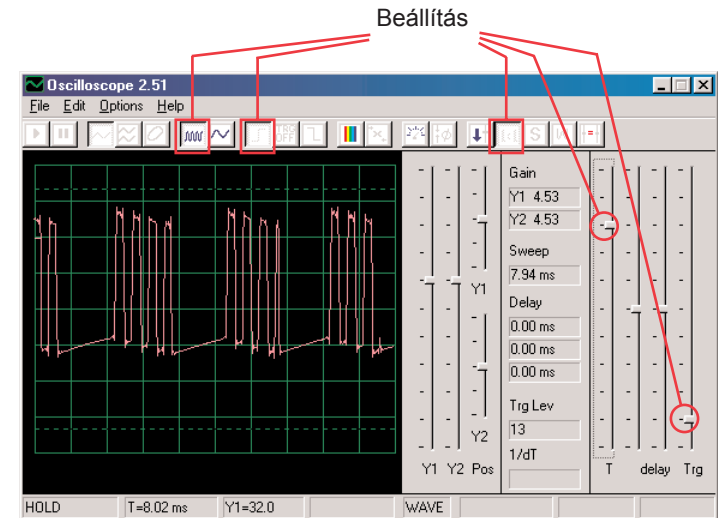 Beállítás
Oscilloscope 2.51
File Edit Options Help
TRG OFF
S
Gain
Y1 4.53
Y2 4.53
Sweep
7.94 ms
Delay
0.00 ms
0.00 ms
0.00 ms
Trg Lev
13
1/dT
Y1
Y2
Y1 Y2 Pos
T delay Trg
HOLD T=8.02 ms Y1=32.0 WAVE